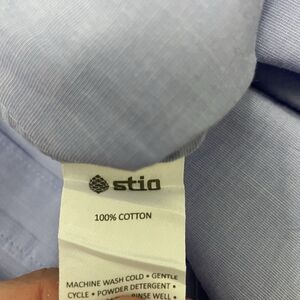 stio
100% COTTON
MACHINE WASH COLD • GENTLE
CYCLE • POWDER DETERGENT •
RINSE WELL •